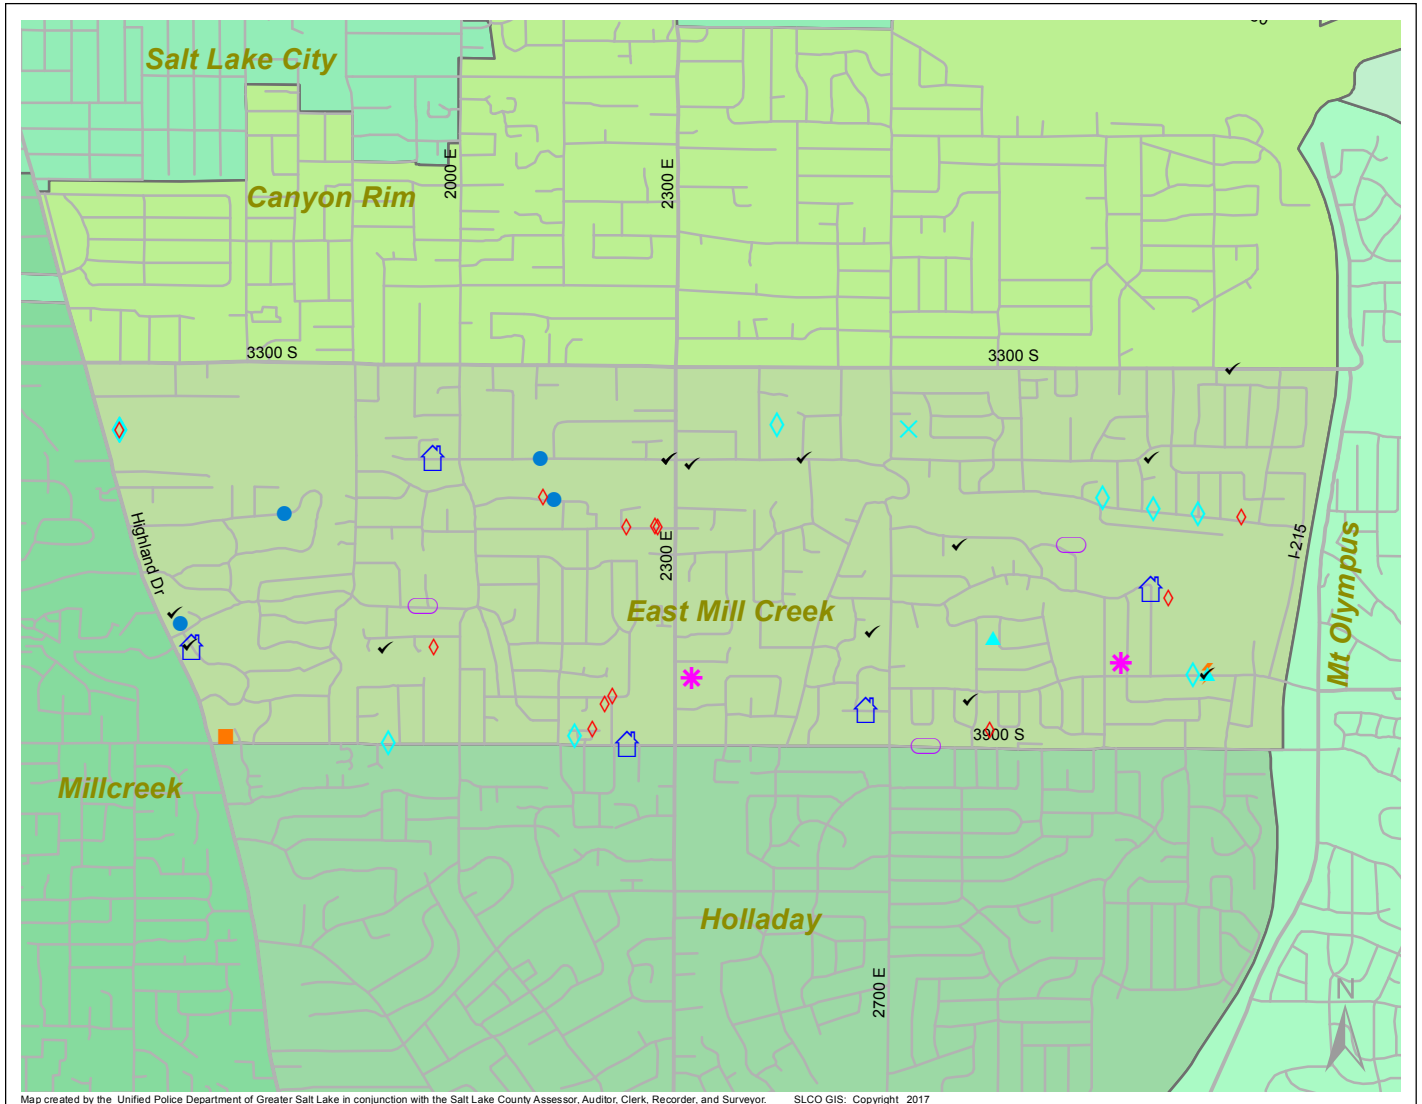 Salt Lake City
Canyon Rim
2000 E
2300 E
3300 S
3300 S
Highland Dr
2300 E
East Mill Creek
I-215
Mt Olympus
3900 S
Millcreek
Holladay
2700 E
N
Map created by the Unified Police Department of Greater Salt Lake in conjunction with the Salt Lake County Assessor, Auditor, Clerk, Recorder, and Surveyor. SLCO GIS: Copyright 2017